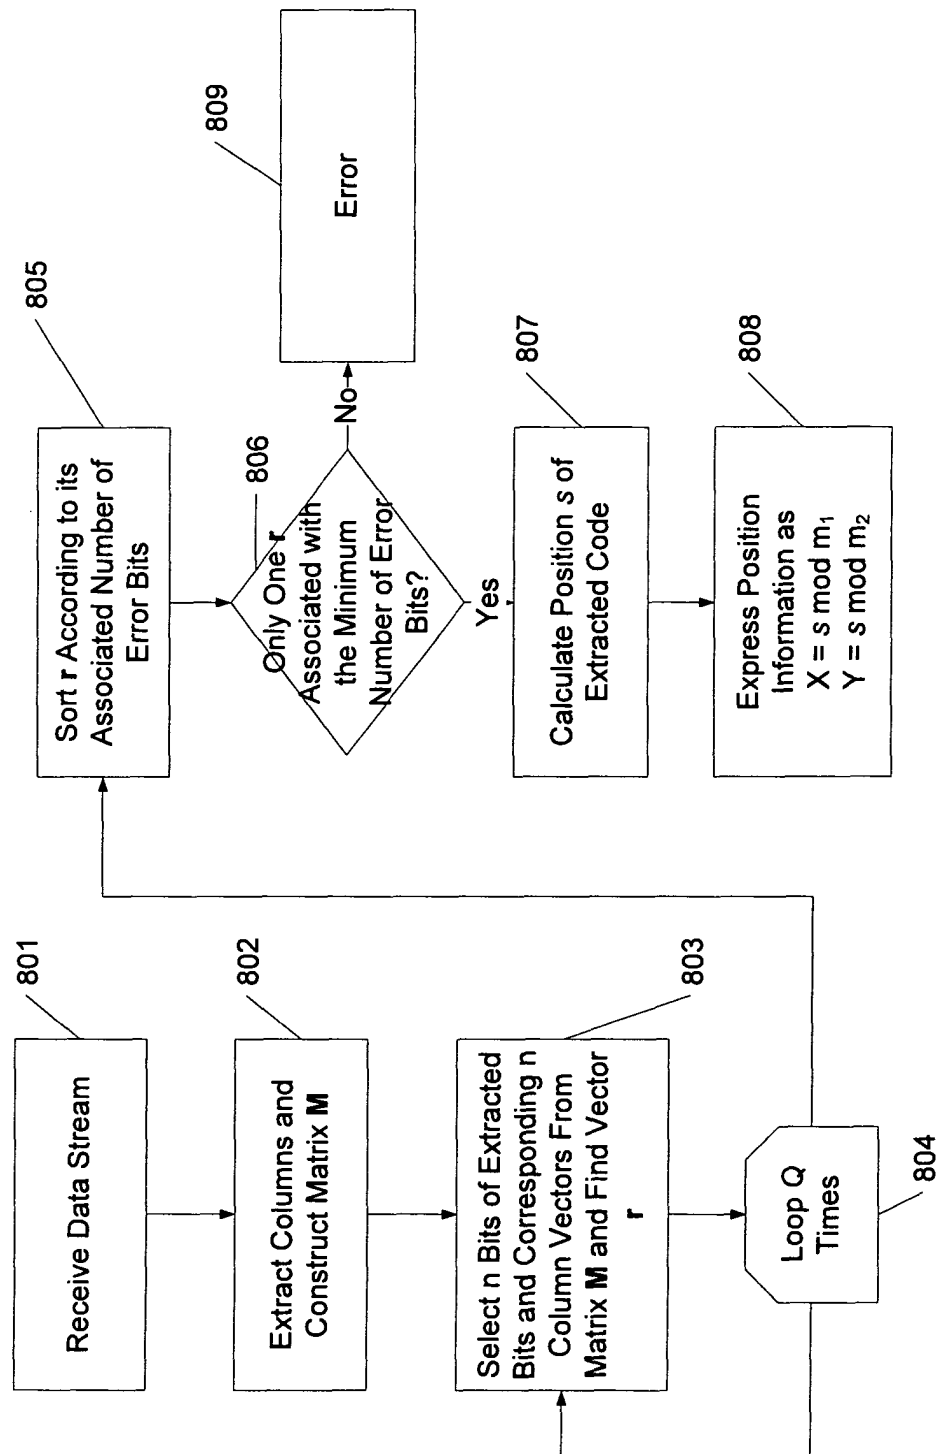 801
Receive Data Stream
802
Extract Columns and
Construct Matrix M
803
Select n Bits of Extracted
Bits and Corresponding n
Column Vectors From
Matrix M and Find Vector
r
Loop Q
Times
804
805
Sort r According to its
Associated Number of
Error Bits
806
Only One r
Associated with
the Minimum
Number of Error
Bits?
No
809
Error
Yes
807
Calculate Position s of
Extracted Code
808
Express Position
Information as
X = s mod m₁
Y = s mod m₂